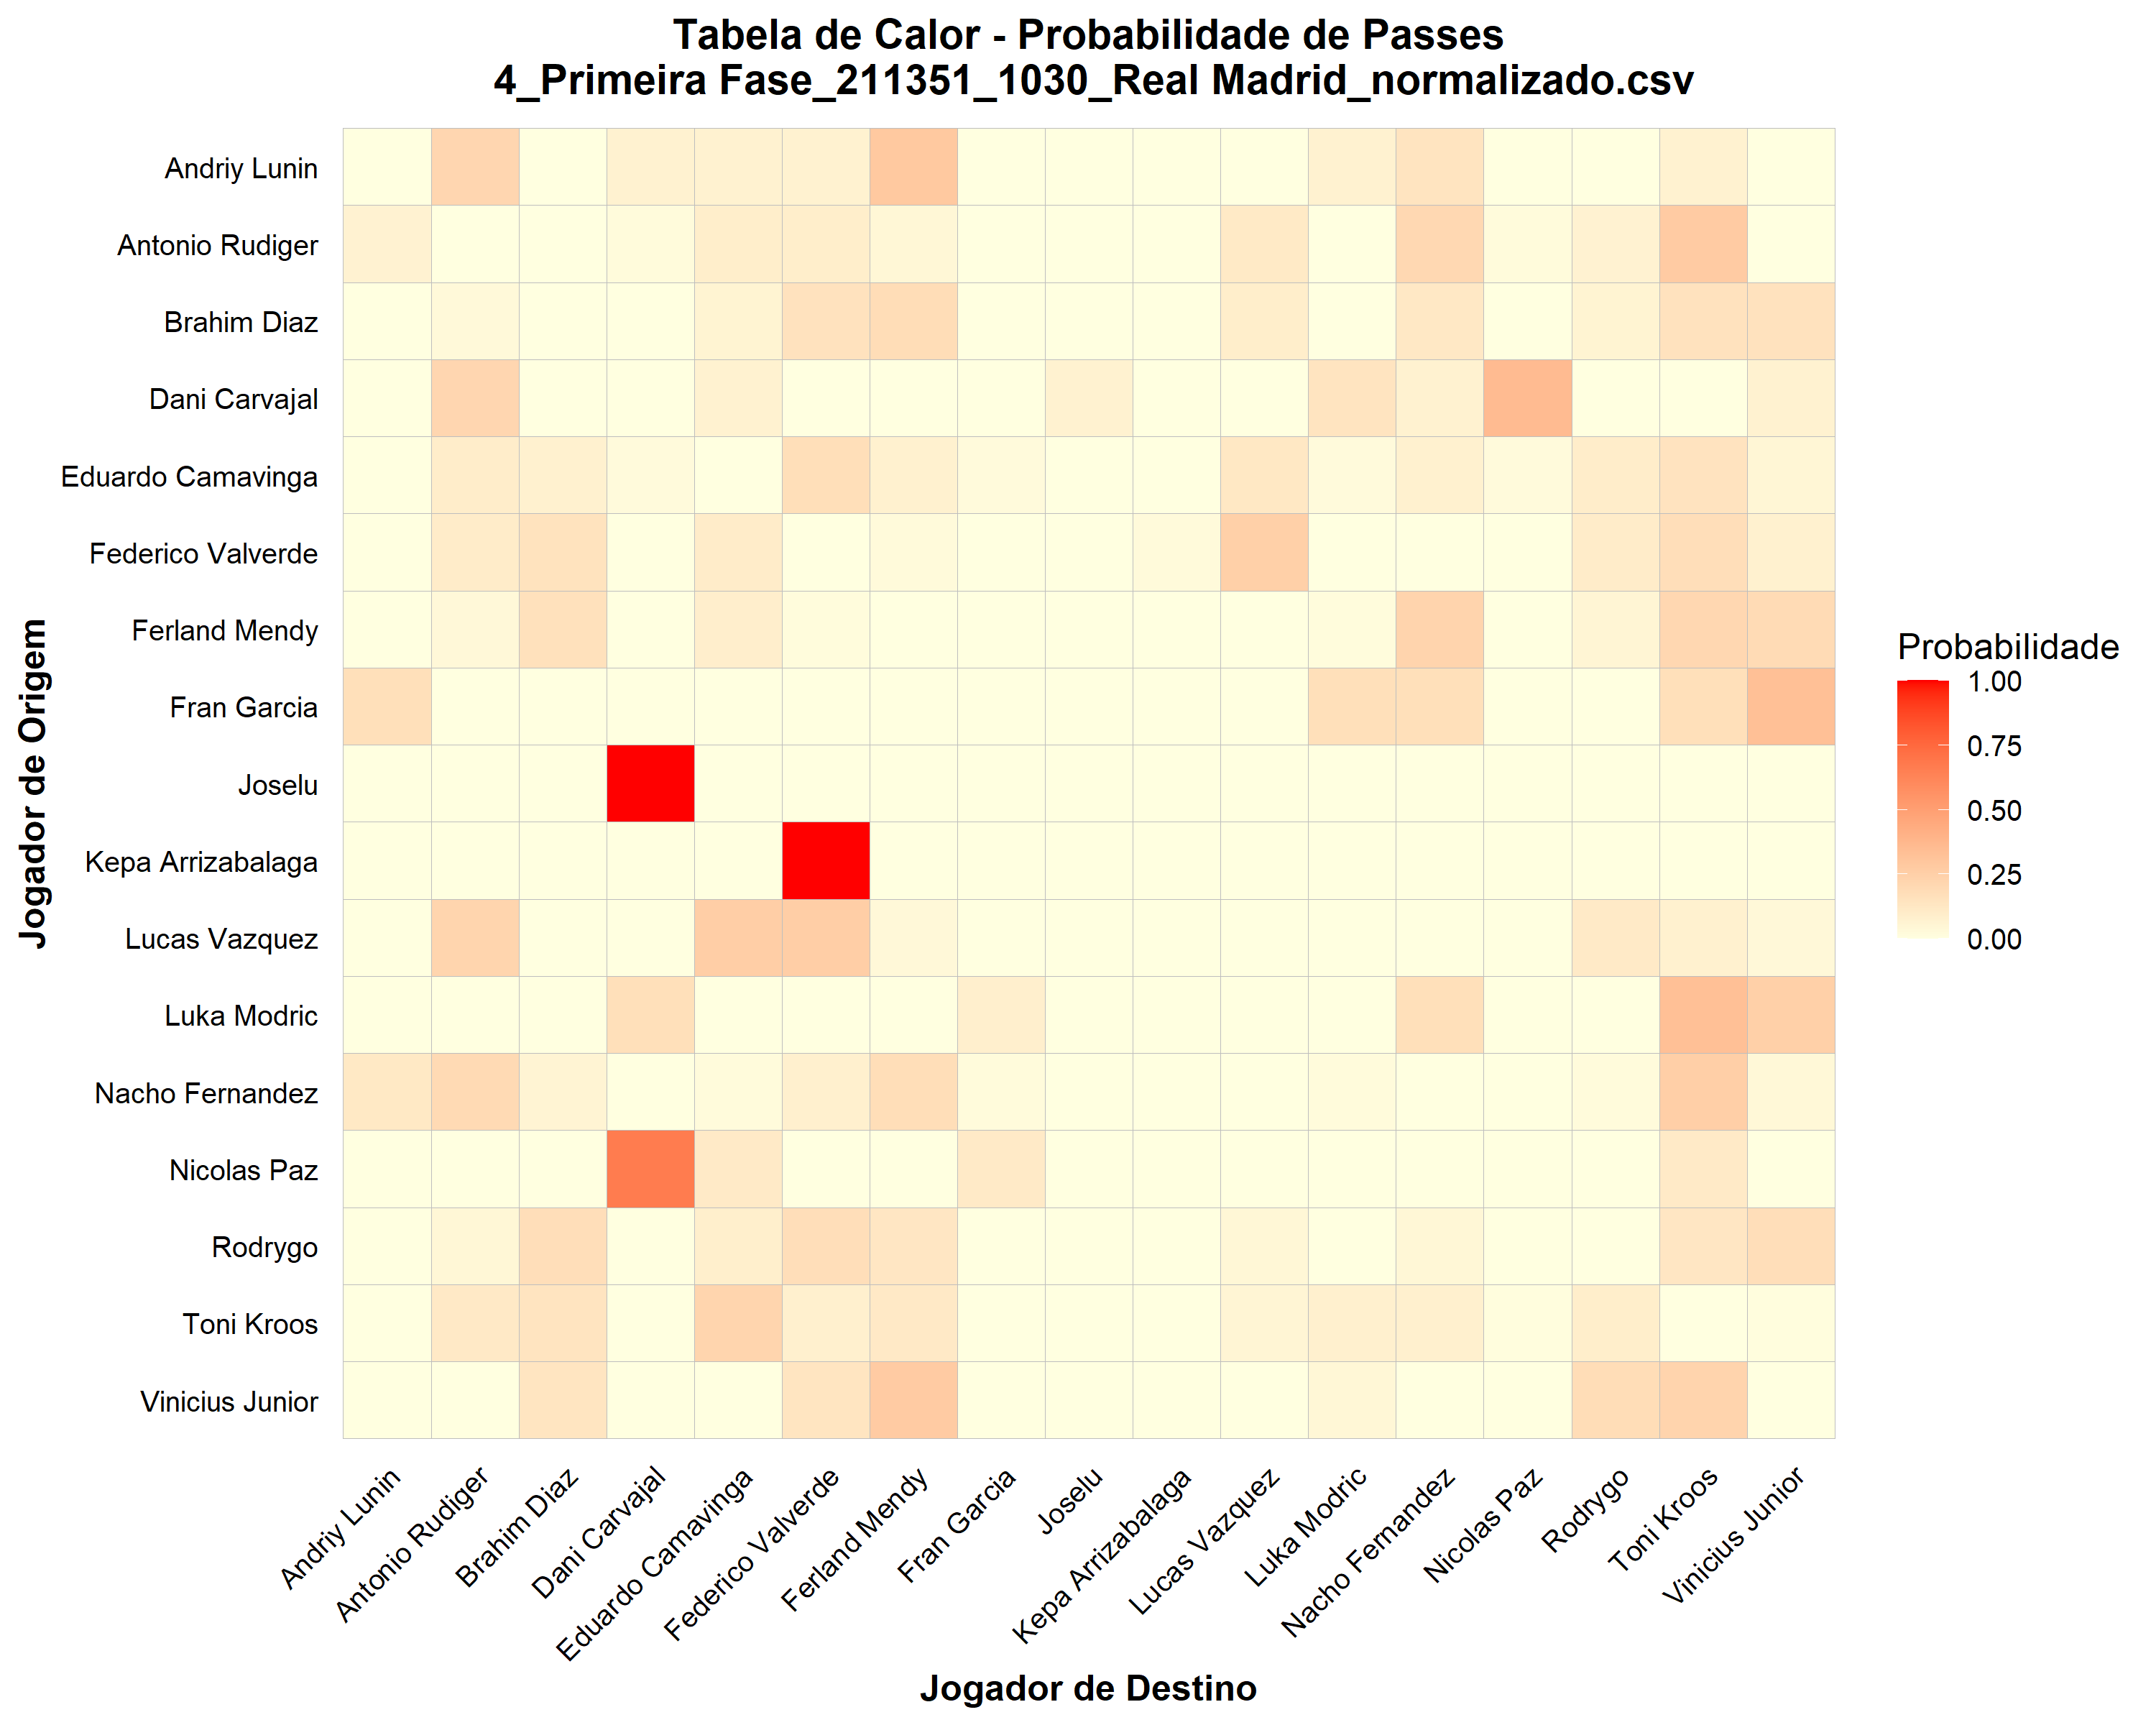 Tabela de Calor - Probabilidade de Passes
4_Primeira Fase_211351_1030_Real Madrid_normalizado.csv
Jogador de Origem
Andriy Lunin
Antonio Rudiger
Brahim Diaz
Dani Carvajal
Eduardo Camavinga
Federico Valverde
Ferland Mendy
Fran Garcia
Joselu
Kepa Arrizabalaga
Lucas Vazquez
Luka Modric
Nacho Fernandez
Nicolas Paz
Rodrygo
Toni Kroos
Vinicius Junior
Andriy Lunin
Antonio Rudiger
Brahim Diaz
Dani Carvajal
Eduardo Camavinga
Federico Valverde
Ferland Mendy
Fran Garcia
Joselu
Kepa Arrizabalaga
Lucas Vazquez
Luka Modric
Nacho Fernandez
Nicolas Paz
Rodrygo
Toni Kroos
Vinicius Junior
Jogador de Destino
Probabilidade
1.00
0.75
0.50
0.25
0.00